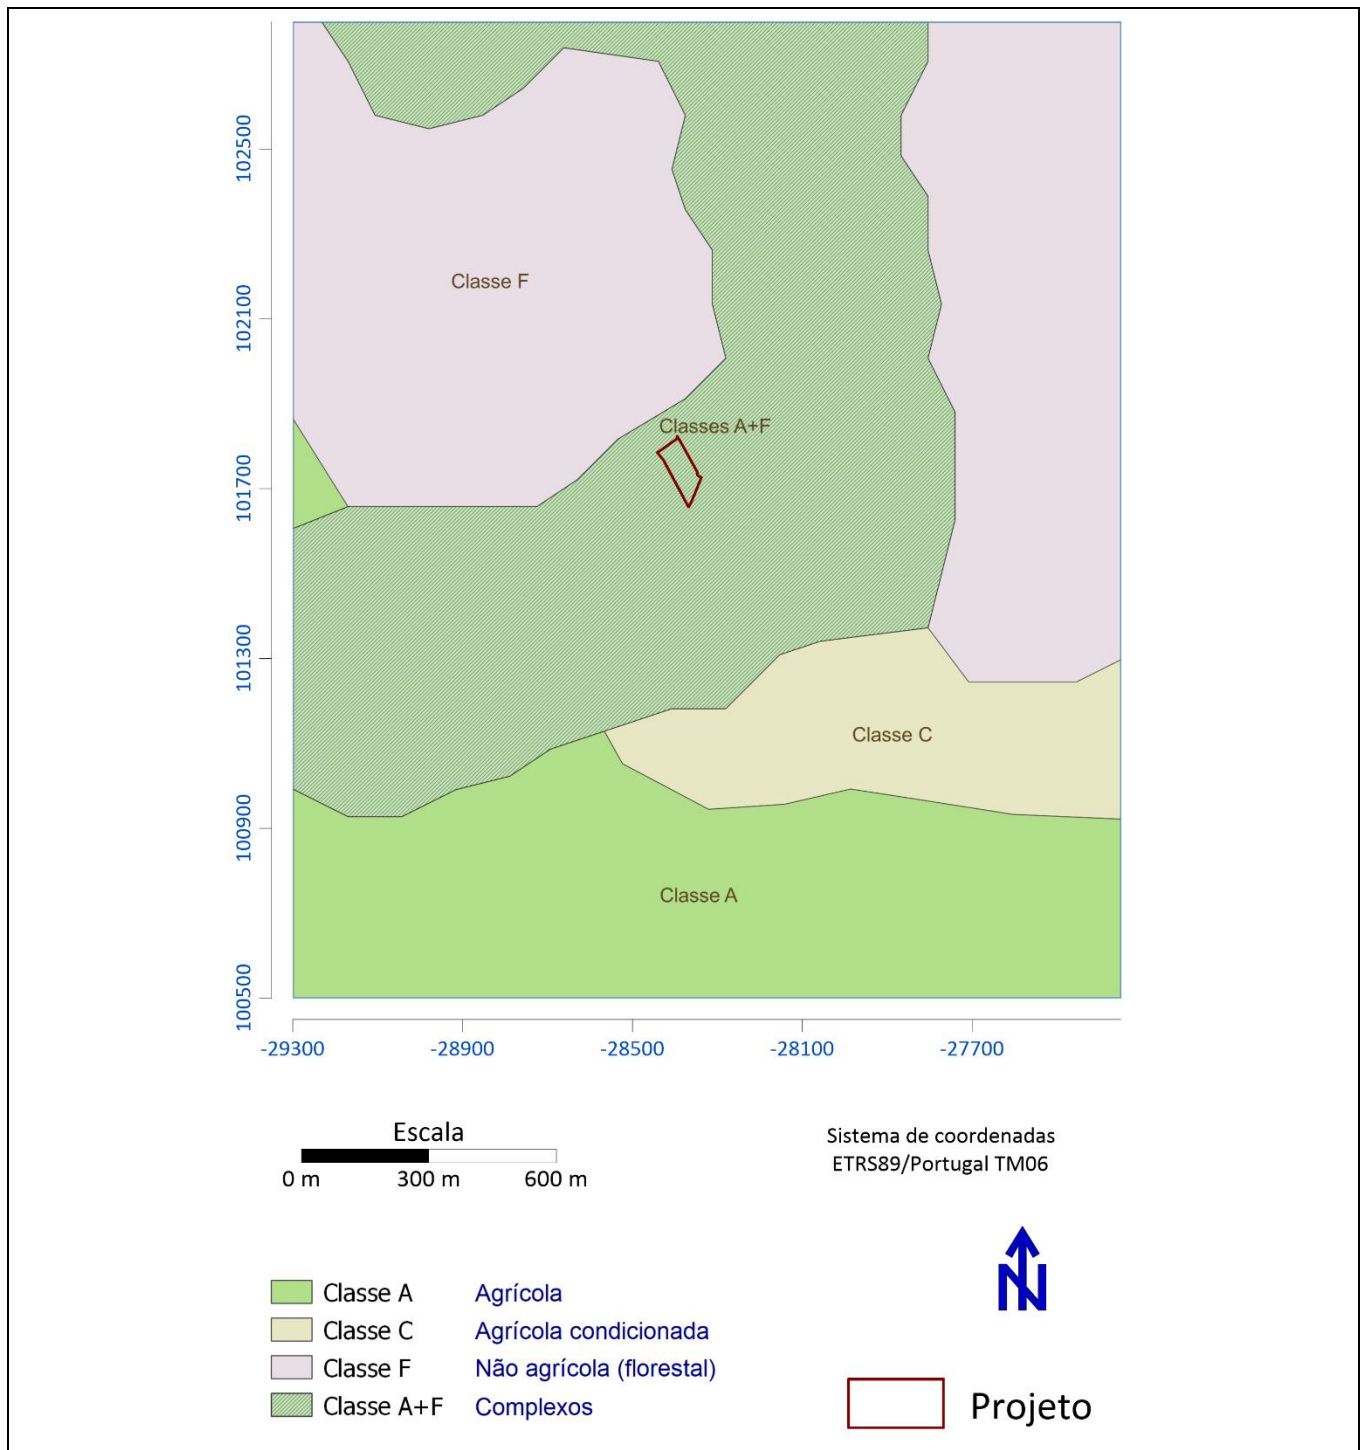 102500
102100
101700
101300
100900
100500
Classe F
Classes A+F
Classe C
Classe A
-29300 -28900 -28500 -28100 -27700
Escala
0 m 300 m 600 m
Sistema de coordenadas
ETRS89/Portugal TM06
N
Classe A Agrícola
Classe C Agrícola condicionada
Classe F Não agrícola (florestal)
Classe A+F Complexos
Projeto